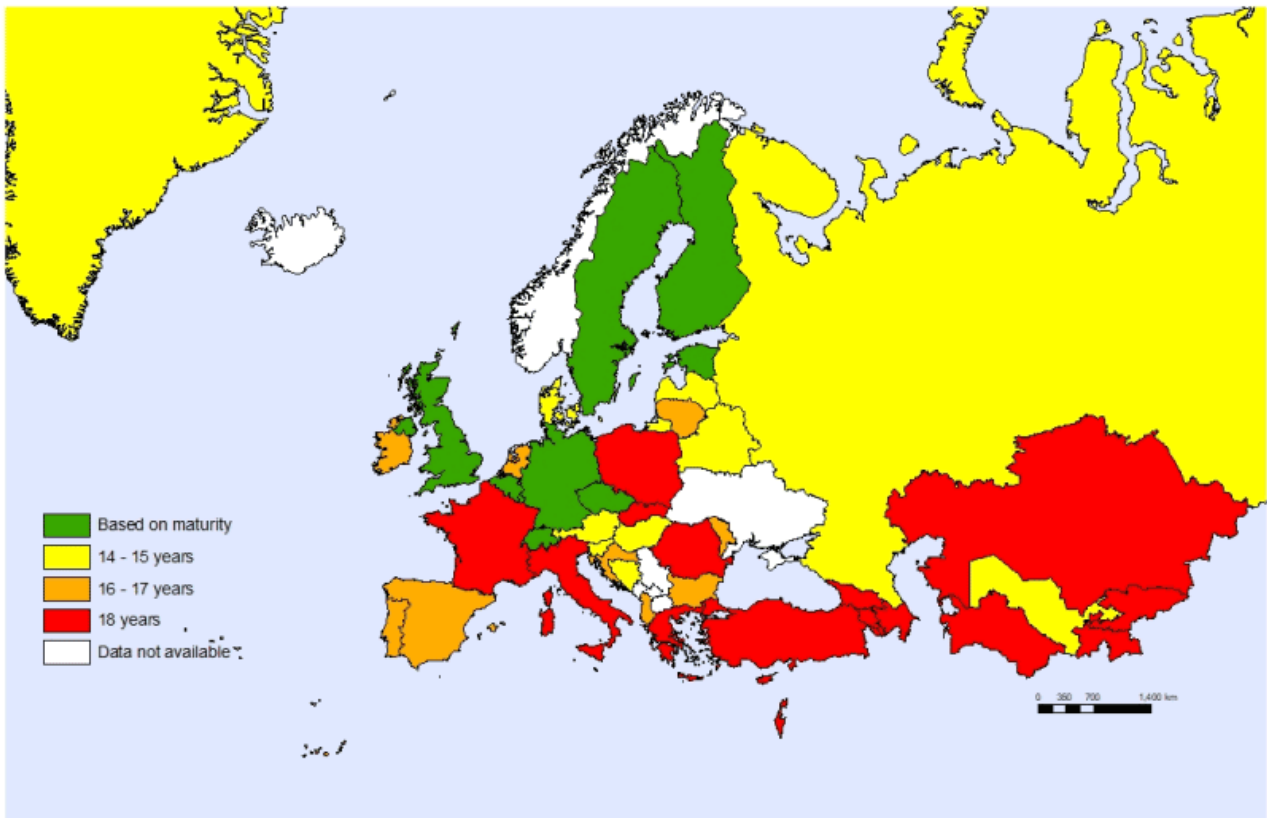 Based on maturity
14 - 15 years
16 - 17 years
18 years
Data not available
0 350 700 1,400 km